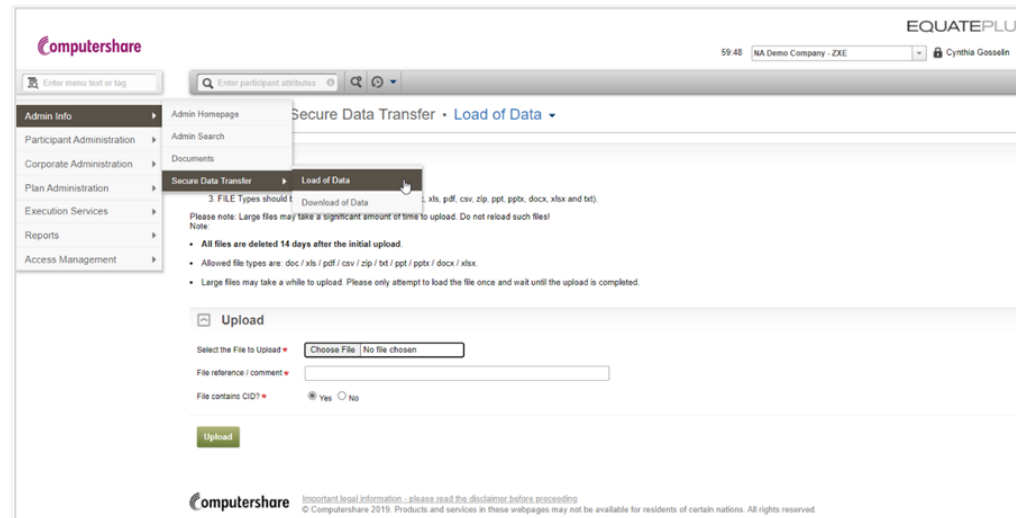 EQUATEPLU
Computershare
59:48 NA Demo Company - ZXE Cynthia Gosselin
Enter menu text or tag
Enter participant attributes
Admin Info
Participant Administration
Corporate Administration
Plan Administration
Execution Services
Reports
Access Management
Admin Homepage
Admin Search
Documents
Secure Data Transfer
Load of Data
Download of Data
Secure Data Transfer • Load of Data
3. FILE Types should xls, pdf, csv, zip, ppt, pptx, docx, xlsx and txt).
Please note: Large files may take a significant amount of time to upload. Do not reload such files!
Note:
• All files are deleted 14 days after the initial upload.
• Allowed file types are: doc / xls / pdf / csv / zip / txt / ppt / pptx / docx / xlsx.
• Large files may take a while to upload. Please only attempt to load the file once and wait until the upload is completed.
Upload
Select the File to Upload * Choose File No file chosen
File reference / comment *
File contains CID? * Yes No
Upload
Computershare
Important legal information - please read the disclaimer before proceeding
© Computershare 2019. Products and services in these webpages may not be available for residents of certain nations. All rights reserved.